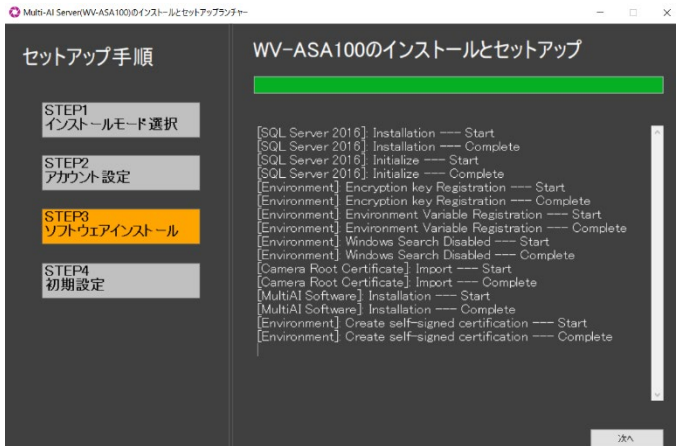 Multi-AI Server(WV-ASA100)のインストールとセットアップランチャー
セットアップ手順
STEP1
インストールモード選択
STEP2
アカウント設定
STEP3
ソフトウェアインストール
STEP4
初期設定
WV-ASA100のインストールとセットアップ
[SQL Server 2016]: Installation --- Start
[SQL Server 2016]: Installation --- Complete
[SQL Server 2016]: Initialize --- Start
[SQL Server 2016]: Initialize --- Complete
[Environment]: Encryption key Registration --- Start
[Environment]: Encryption key Registration --- Complete
[Environment]: Environment Variable Registration --- Start
[Environment]: Environment Variable Registration --- Complete
[Environment]: Windows Search Disabled --- Start
[Environment]: Windows Search Disabled --- Complete
[Camera Root Certificate]: Import --- Start
[Camera Root Certificate]: Import --- Complete
[MultiAI Software]: Installation --- Start
[MultiAI Software]: Installation --- Complete
[Environment]: Create self-signed certification --- Start
[Environment]: Create self-signed certification --- Complete
次へ